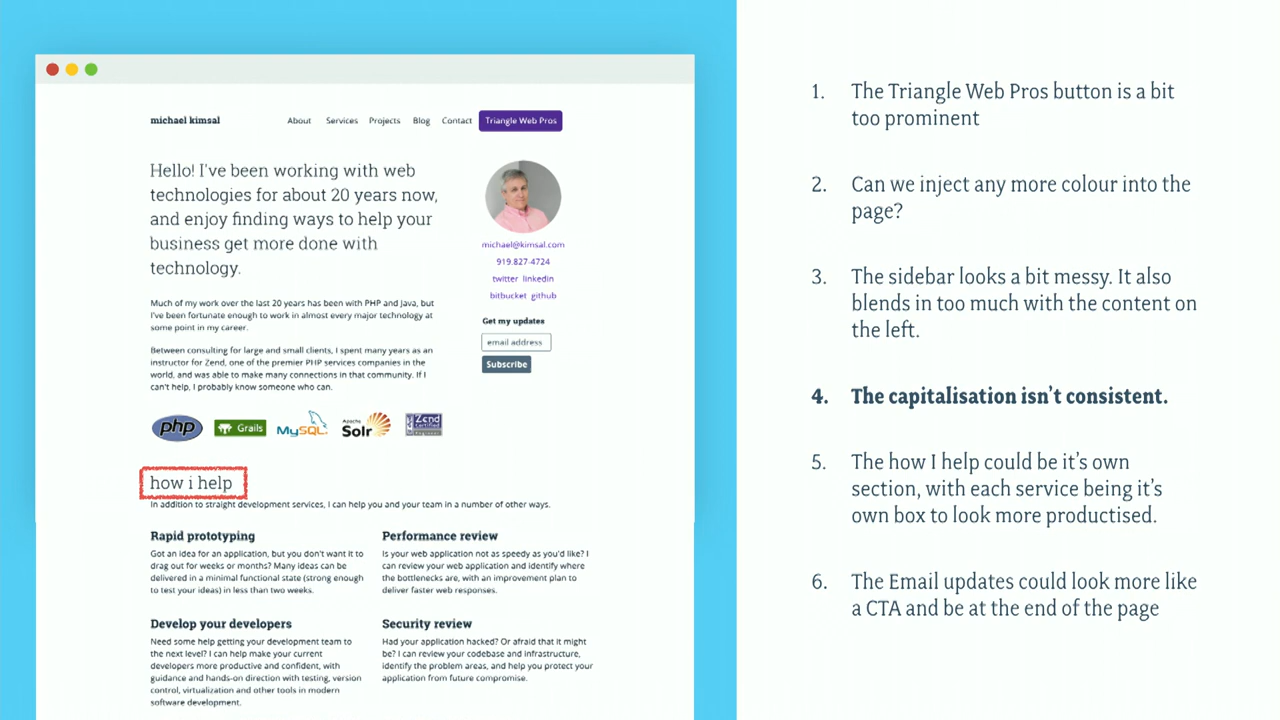 michael kimsal
About Services Projects Blog Contact Triangle Web Pros
Hello! I've been working with web
technologies for about 20 years now,
and enjoy finding ways to help your
business get more done with
technology.
michael@kimsal.com
919.827-4724
twitter linkedin
bitbucket github
Much of my work over the last 20 years has been with PHP and Java, but
I've been fortunate enough to work in almost every major technology at
some point in my career.
Get my updates
email address
Subscribe
Between consulting for large and small clients, I spent many years as an
instructor for Zend, one of the premier PHP services companies in the
world, and was able to make many connections in that community. If I
can't help, I probably know someone who can.
php Grails MySQL Apache Solr Zend
how i help
In addition to straight development services, I can help you and your team in a number of other ways.
Rapid prototyping
Got an idea for an application, but you don't want it to
drag out for weeks or months? Many ideas can be
delivered in a minimal functional state (strong enough
to test your ideas) in less than two weeks.
Performance review
Is your web application not as speedy as you'd like? I
can review your web application and identify where
the bottlenecks are, with an improvement plan to
deliver faster web responses.
Develop your developers
Need some help getting your development team to
the next level? I can help make your current
developers more productive and confident, with
guidance and hands-on direction with testing, version
control, virtualization and other tools in modern
software development.
Security review
Had your application hacked? Or afraid that it might
be? I can review your codebase and infrastructure,
identify the problem areas, and help you protect your
application from future compromise.
1. The Triangle Web Pros button is a bit
too prominent
2. Can we inject any more colour into the
page?
3. The sidebar looks a bit messy. It also
blends in too much with the content on
the left.
4. The capitalisation isn't consistent.
5. The how I help could be it's own
section, with each service being it's
own box to look more productised.
6. The Email updates could look more like
a CTA and be at the end of the page